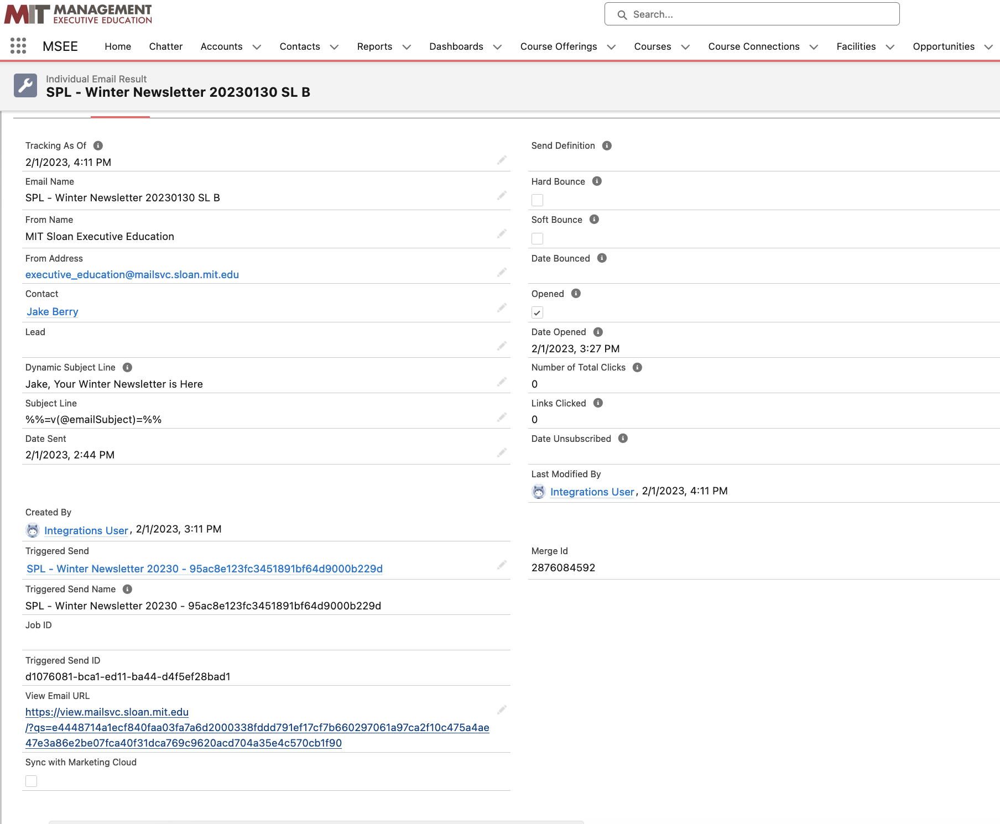 MIT MANAGEMENT
EXECUTIVE EDUCATION
Search...
MSEE Home Chatter Accounts Contacts Reports Dashboards Course Offerings Courses Course Connections Facilities Opportunities
Individual Email Result
SPL - Winter Newsletter 20230130 SL B
Tracking As Of
2/1/2023, 4:11 PM
Email Name
SPL - Winter Newsletter 20230130 SL B
From Name
MIT Sloan Executive Education
From Address
executive_education@mailsvc.sloan.mit.edu
Contact
Jake Berry
Lead
Dynamic Subject Line
Jake, Your Winter Newsletter is Here
Subject Line
%%=v(@emailSubject)=%%
Date Sent
2/1/2023, 2:44 PM
Created By
Integrations User, 2/1/2023, 3:11 PM
Triggered Send
SPL - Winter Newsletter 20230 - 95ac8e123fc3451891bf64d9000b229d
Triggered Send Name
SPL - Winter Newsletter 20230 - 95ac8e123fc3451891bf64d9000b229d
Job ID
Triggered Send ID
d1076081-bca1-ed11-ba44-d4f5ef28bad1
View Email URL
https://view.mailsvc.sloan.mit.edu
/?qs=e4448714a1ecf840faa03fa7a6d2000338fddd791ef17cf7b660297061a97ca2f10c475a4ae
47e3a86e2be07fca40f31dca769c9620acd704a35e4c570cb1f90
Sync with Marketing Cloud
Send Definition
Hard Bounce
Soft Bounce
Date Bounced
Opened
Date Opened
2/1/2023, 3:27 PM
Number of Total Clicks
0
Links Clicked
0
Date Unsubscribed
Last Modified By
Integrations User, 2/1/2023, 4:11 PM
Merge Id
2876084592